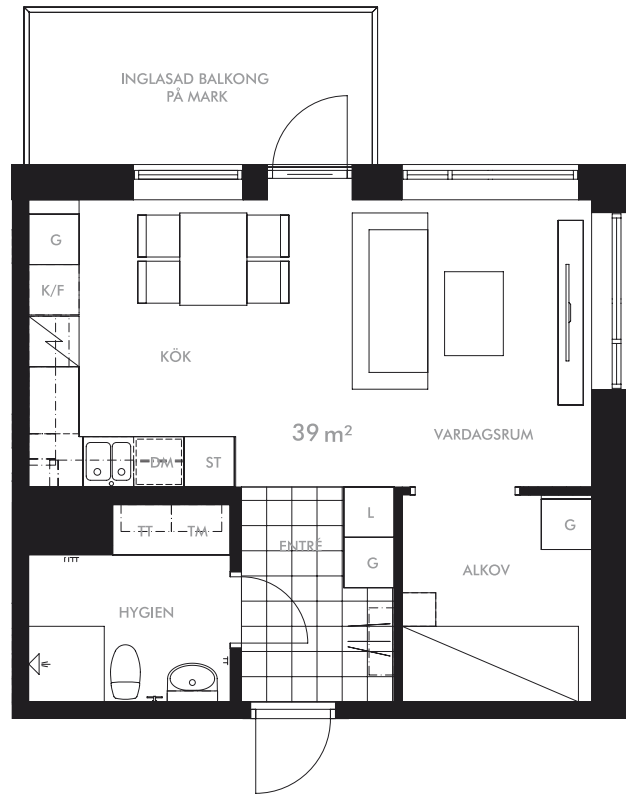 INGLASAD BALKONG
PÅ MARK
G
K/F
KÖK
39 m²
VARDAGSRUM
DM
ST
L
TT
TM
ENTRÉ
G
G
ALKOV
HYGIEN